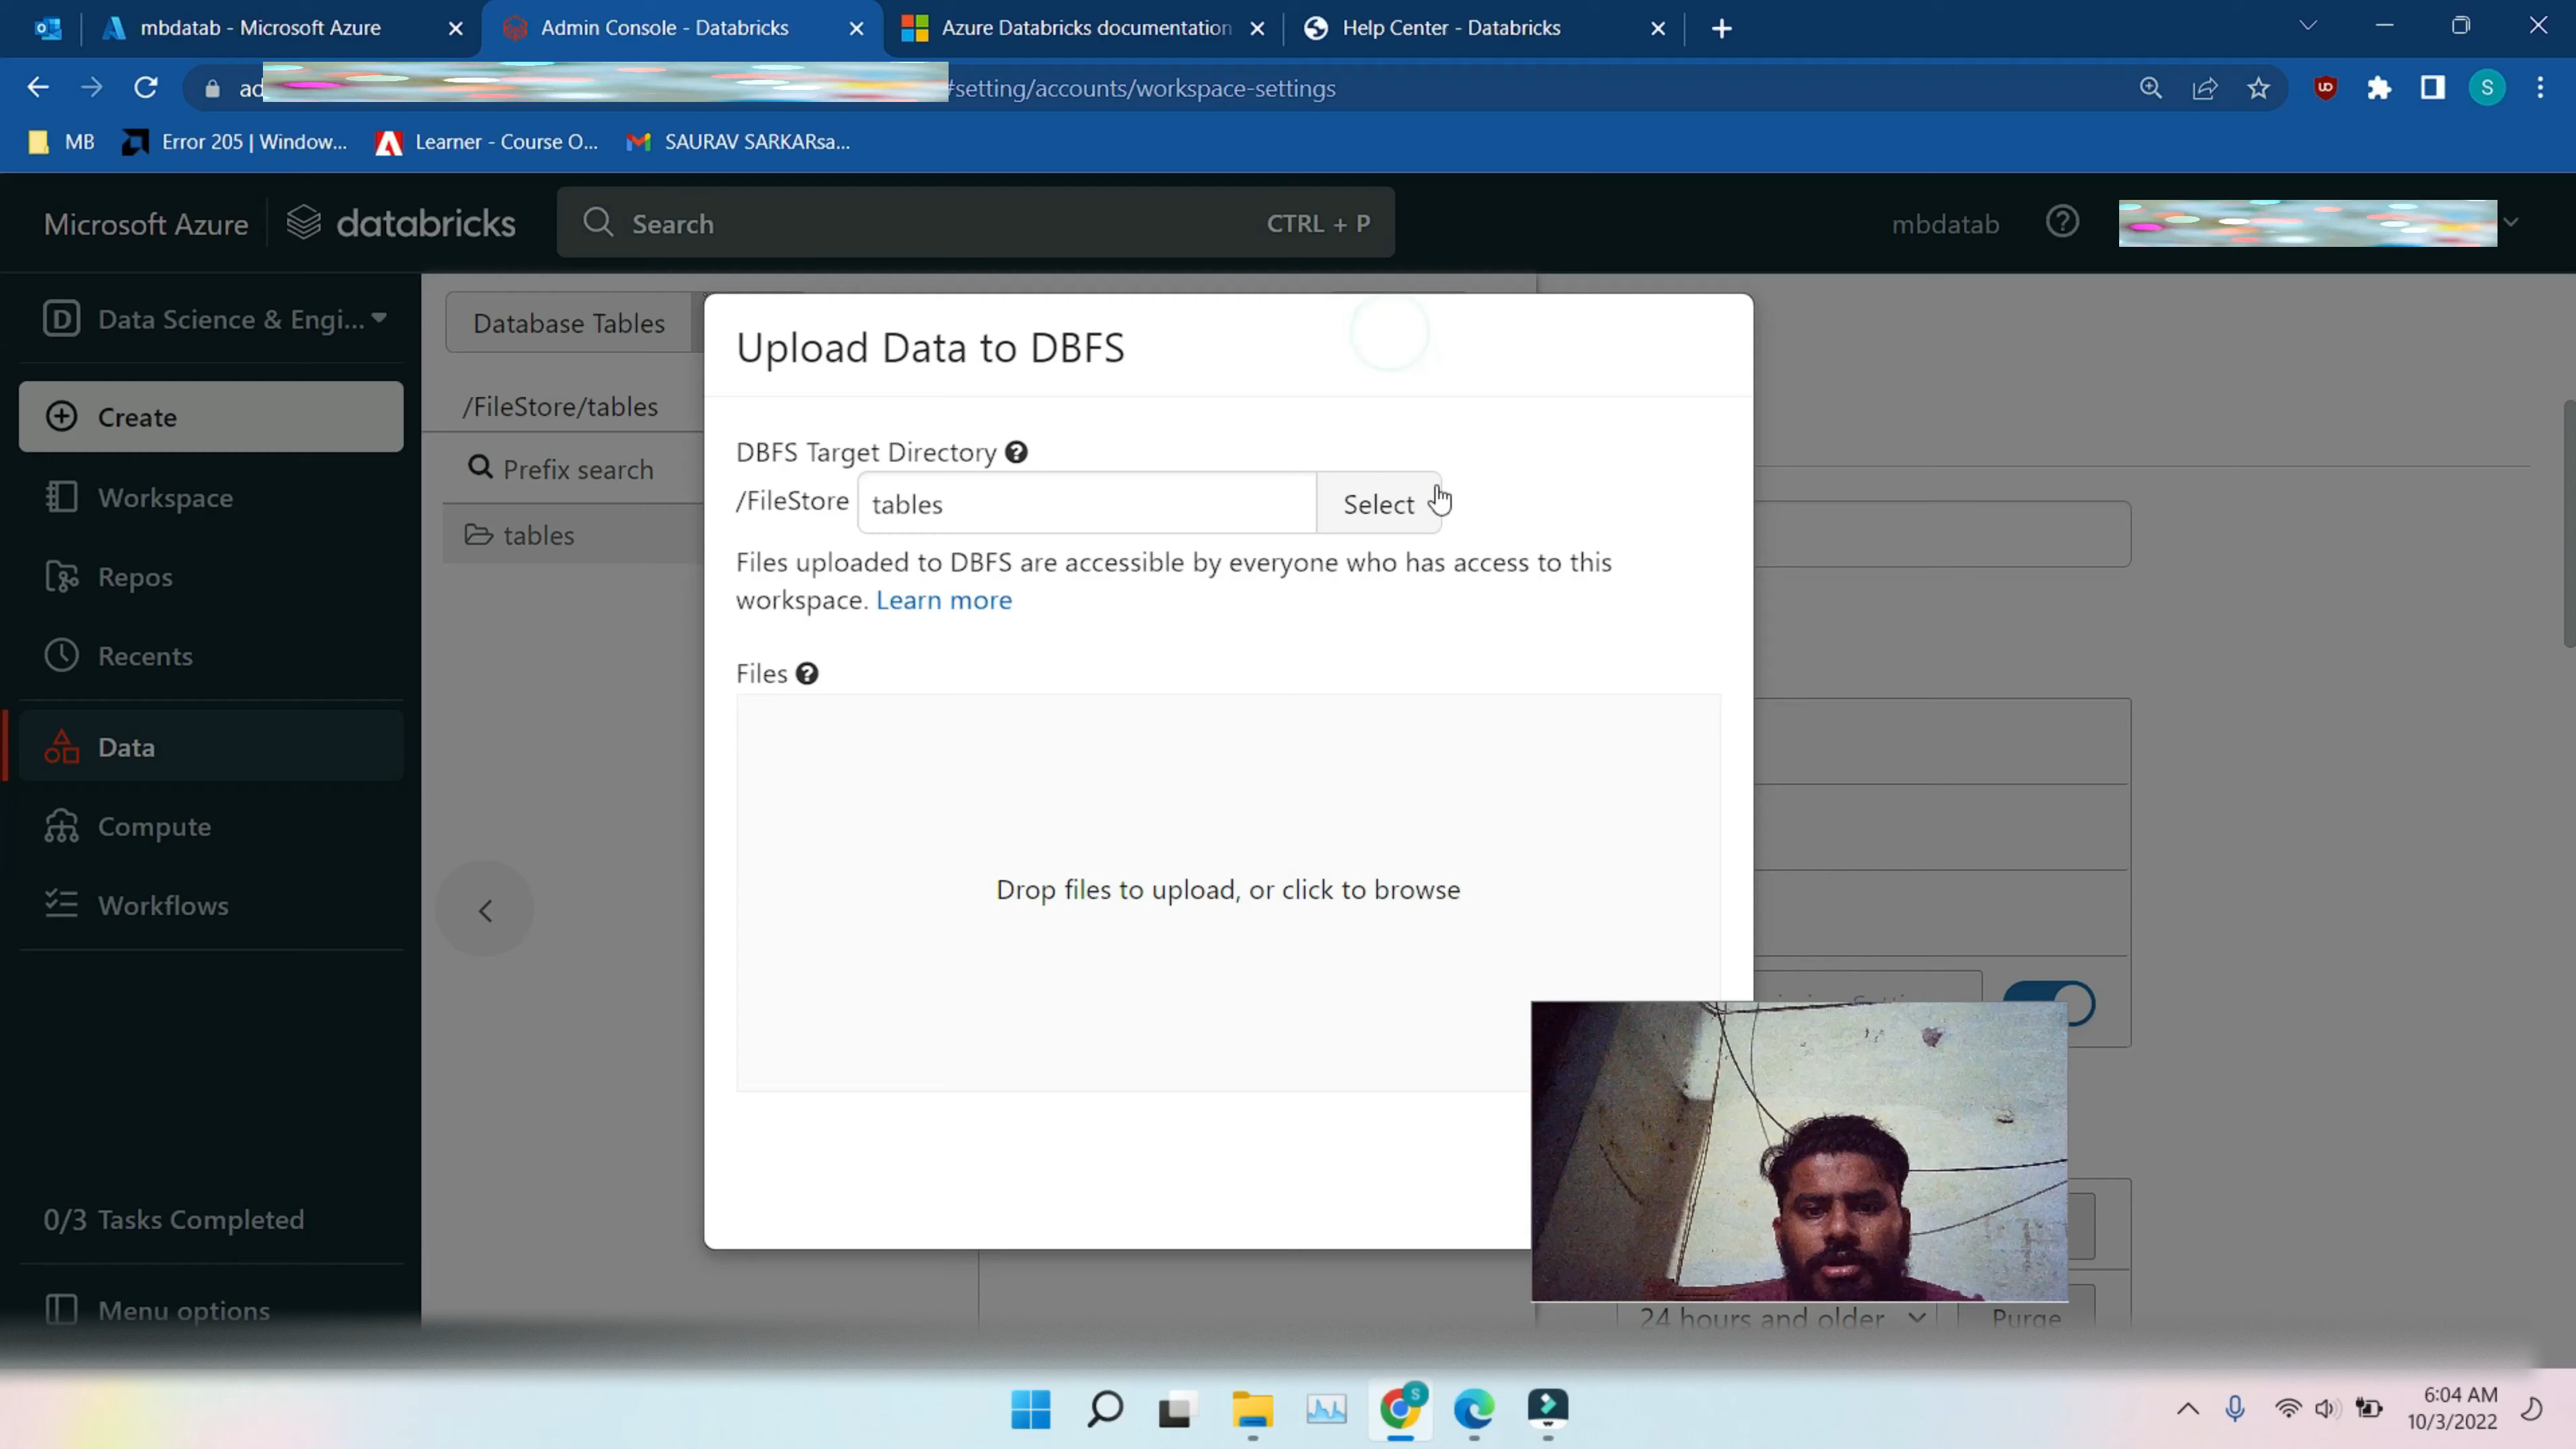 mbdatab - Microsoft Azure
Admin Console - Databricks
Azure Databricks documentation
Help Center - Databricks
ad
#setting/accounts/workspace-settings
S
MB
Error 205 | Window...
Learner - Course O...
SAURAV SARKARsa...
Microsoft Azure
databricks
Search
CTRL + P
mbdatab
D
Data Science & Engi...
Create
Workspace
Repos
Recents
Data
Compute
Workflows
0/3 Tasks Completed
Menu options
Database Tables
/FileStore/tables
Prefix search
tables
Upload Data to DBFS
DBFS Target Directory
/FileStore
tables
Select
Files uploaded to DBFS are accessible by everyone who has access to this
workspace. Learn more
Files
Drop files to upload, or click to browse
24 hours and older
Purge
S
6:04 AM
10/3/2022